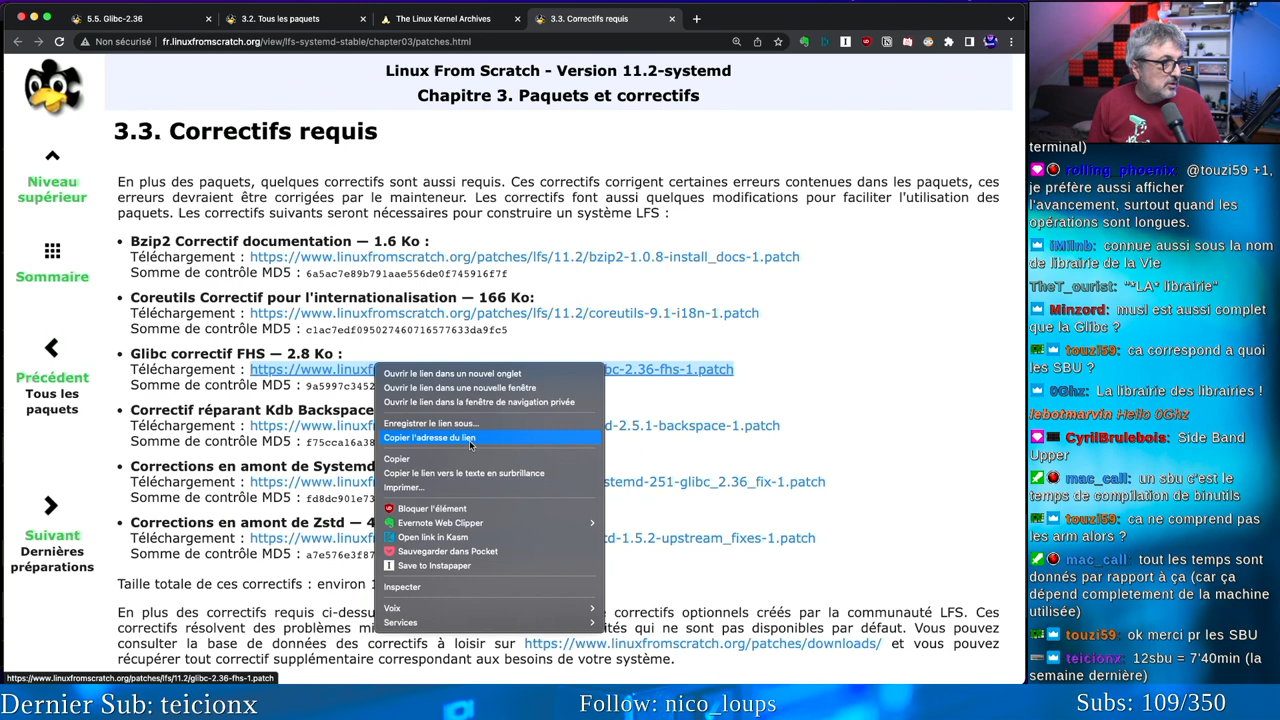 5.5. Glibc-2.36
3.2. Tous les paquets
The Linux Kernel Archives
3.3. Correctifs requis
Non sécurisé
fr.linuxfromscratch.org/view/lfs-systemd-stable/chapter03/patches.html
Linux From Scratch - Version 11.2-systemd
Chapitre 3. Paquets et correctifs
Niveau
supérieur
Sommaire
Précédent
Tous les
paquets
Suivant
Dernières
préparations
3.3. Correctifs requis
En plus des paquets, quelques correctifs sont aussi requis. Ces correctifs corrigent certaines erreurs contenues dans les paquets, ces
erreurs devraient être corrigées par le mainteneur. Les correctifs font aussi quelques modifications pour faciliter l'utilisation des
paquets. Les correctifs suivants seront nécessaires pour construire un système LFS :
• Bzip2 Correctif documentation — 1.6 Ko :
Téléchargement : https://www.linuxfromscratch.org/patches/lfs/11.2/bzip2-1.0.8-install_docs-1.patch
Somme de contrôle MD5 : 6a5ac7e89b791aae556de0f745916f7f
• Coreutils Correctif pour l'internationalisation — 166 Ko:
Téléchargement : https://www.linuxfromscratch.org/patches/lfs/11.2/coreutils-9.1-i18n-1.patch
Somme de contrôle MD5 : c1ac7edf095027460716577633da9fc5
• Glibc correctif FHS — 2.8 Ko :
Téléchargement : https://www.linuxf bc-2.36-fhs-1.patch
Somme de contrôle MD5 : 9a5997c3452
• Correctif réparant Kdb Backspace
Téléchargement : https://www.linuxf -2.5.1-backspace-1.patch
Somme de contrôle MD5 : f75cca16a38
• Corrections en amont de Systemd
Téléchargement : https://www.linuxf stemd-251-glibc_2.36_fix-1.patch
Somme de contrôle MD5 : fd8dc901e73
• Corrections en amont de Zstd — 4
Téléchargement : https://www.linuxf td-1.5.2-upstream_fixes-1.patch
Somme de contrôle MD5 : a7e576e3f87
Taille totale de ces correctifs : environ 1
En plus des correctifs requis ci-dessu correctifs optionnels créés par la communauté LFS. Ces
correctifs résolvent des problèmes mi ités qui ne sont pas disponibles par défaut. Vous pouvez
consulter la base de données des correctifs à loisir sur https://www.linuxfromscratch.org/patches/downloads/ et vous pouvez
récupérer tout correctif supplémentaire correspondant aux besoins de votre système.
Ouvrir le lien dans un nouvel onglet
Ouvrir le lien dans une nouvelle fenêtre
Ouvrir le lien dans la fenêtre de navigation privée
Enregistrer le lien sous...
Copier l'adresse du lien
Copier
Copier le lien vers le texte en surbrillance
Imprimer...
Bloquer l'élément
Evernote Web Clipper
Open link in Kasm
Sauvegarder dans Pocket
Save to Instapaper
Inspecter
Voix
Services
https://www.linuxfromscratch.org/patches/lfs/11.2/glibc-2.36-fhs-1.patch
terminal)
rolling_phoenix: @touzi59 +1,
je préfère aussi afficher
l'avancement, surtout quand les
opérations sont longues.
iMilnb: connue aussi sous la nom
de librairie de la Vie
TheT_ourist: "*LA* librairie"
Minzord: musl est aussi complet
que la Glibc ?
touzi59: ca correspond a quoi
les SBU ?
0Ghz: La librairie des librairies !
lebotmarvin Hello 0Ghz
CyrilBrulebois: Side Band
Upper
mac_call: un sbu c'est le
temps de compilation de binutils
touzi59: ca ne comprend pas
les arm alors ?
mac_call: tout les temps sont
donnés par rapport à ça (car ça
dépend completement de la machine
utilisée)
touzi59: ok merci pr les SBU
teicionx: 12sbu = 7'40min (la
semaine dernière)
Dernier Sub: teicionx
Follow: nico_loups
Subs: 109/350